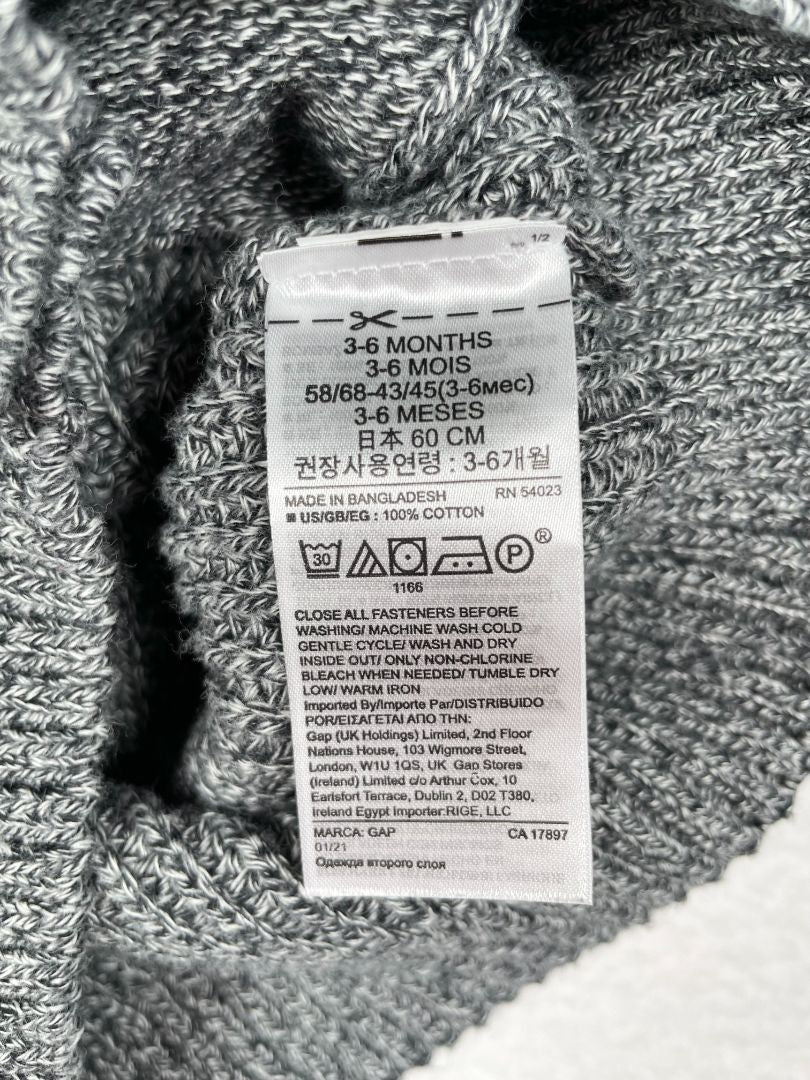 1/2
3-6 MONTHS
3-6 MOIS
58/68-43/45(3-6мес)
3-6 MESES
日本 60 CM
권장사용연령 : 3-6개월
MADE IN BANGLADESH RN 54023
US/GB/EG : 100% COTTON
30 P ®
1166
CLOSE ALL FASTENERS BEFORE
WASHING/ MACHINE WASH COLD
GENTLE CYCLE/ WASH AND DRY
INSIDE OUT/ ONLY NON-CHLORINE
BLEACH WHEN NEEDED/ TUMBLE DRY
LOW/ WARM IRON
Imported By/Importe Par/DISTRIBUIDO
POR/ΕΙΣΑΓΕΤΑΙ ΑΠΟ ΤΗΝ:
Gap (UK Holdings) Limited, 2nd Floor
Nations House, 103 Wigmore Street,
London, W1U 1QS, UK Gap Stores
(Ireland) Limited c/o Arthur Cox, 10
Earlsfort Terrace, Dublin 2, D02 T380,
Ireland Egypt Importer:RIGE, LLC
MARCA: GAP CA 17897
01/21
Одежда второго слоя